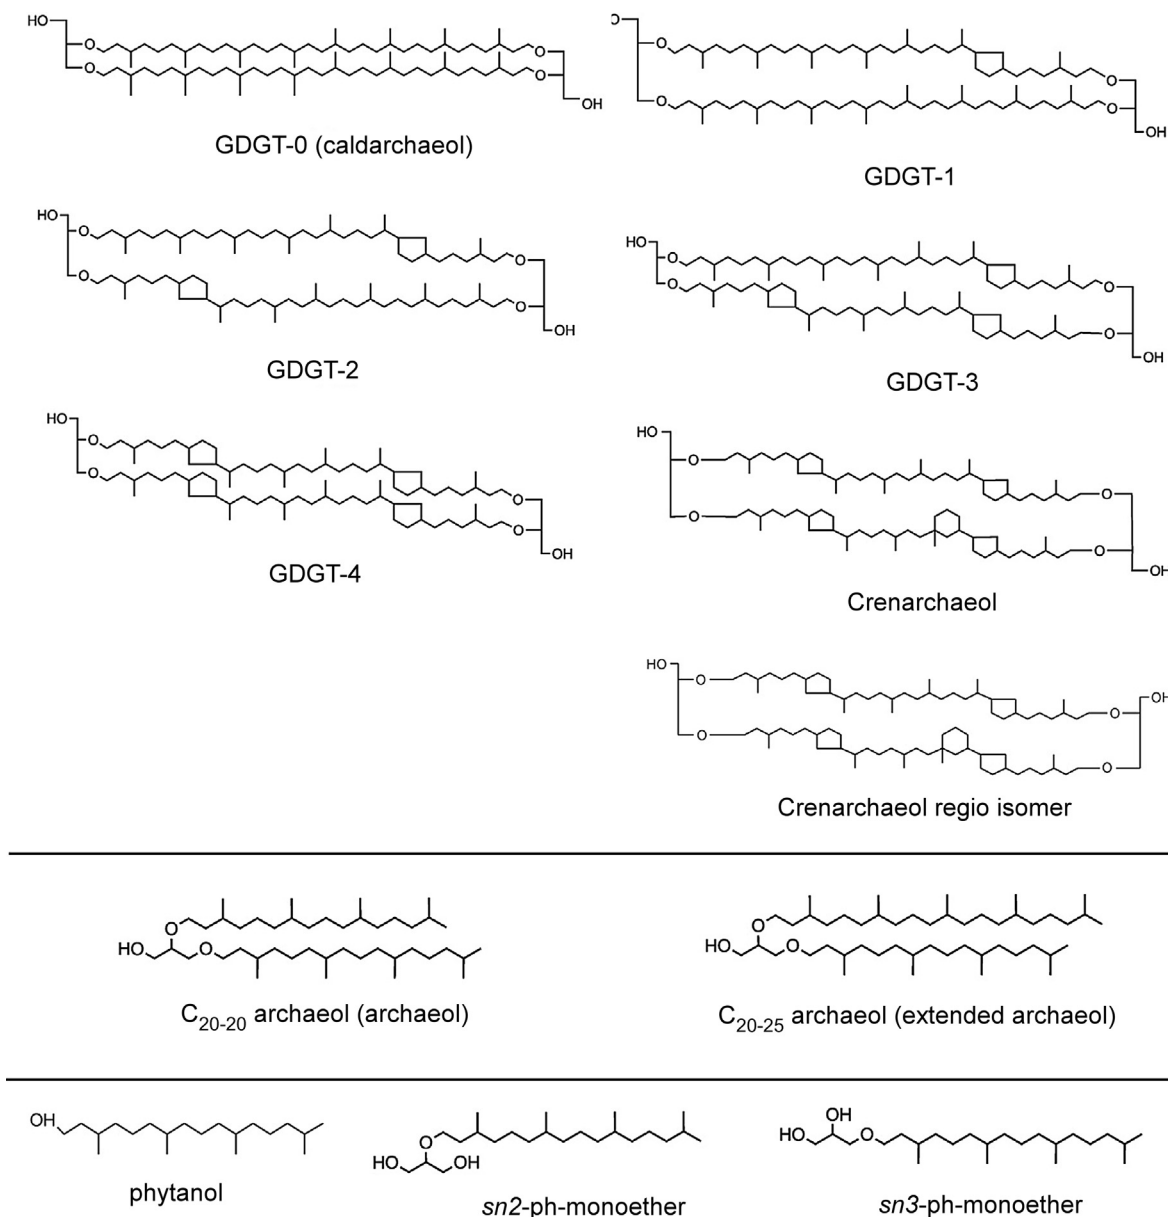 HO
O
O
O
O
OH
GDGT-0 (caldarchaeol)
O
O
O
O
OH
GDGT-1
HO
O
O
O
O
OH
GDGT-2
HO
O
O
O
O
OH
GDGT-3
HO
O
O
O
O
OH
GDGT-4
HO
O
O
O
O
OH
Crenarchaeol
HO
O
O
O
O
OH
Crenarchaeol regio isomer
O
HO
O
C20-20 archaeol (archaeol)
O
HO
O
C20-25 archaeol (extended archaeol)
OH
phytanol
O
HO
OH
sn2-ph-monoether
OH
HO
O
sn3-ph-monoether